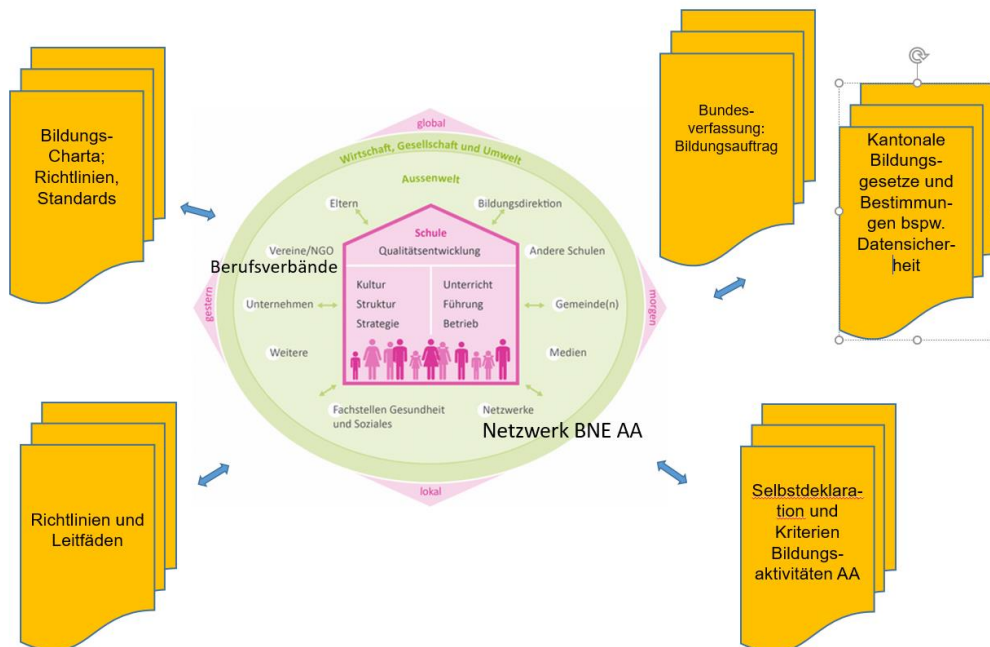 Bildungs-
Charta;
Richtlinien,
Standards
Bundes-
verfassung:
Bildungsauftrag
Kantonale
Bildungs-
gesetze und
Bestimmun-
gen bspw.
Datensicher-
heit
global
Wirtschaft, Gesellschaft und Umwelt
Aussenwelt
Eltern
Bildungsdirektion
Schule
Qualitätsentwicklung
Vereine/NGO
Berufsverbände
Andere Schulen
Kultur
Struktur
Strategie
Unterricht
Führung
Betrieb
Unternehmen
Gemeinde(n)
gestern
morgen
Weitere
Medien
Fachstellen Gesundheit
und Soziales
Netzwerke
Netzwerk BNE AA
lokal
Richtlinien und
Leitfäden
Selbstdeklara-
tion und
Kriterien
Bildungs-
aktivitäten AA